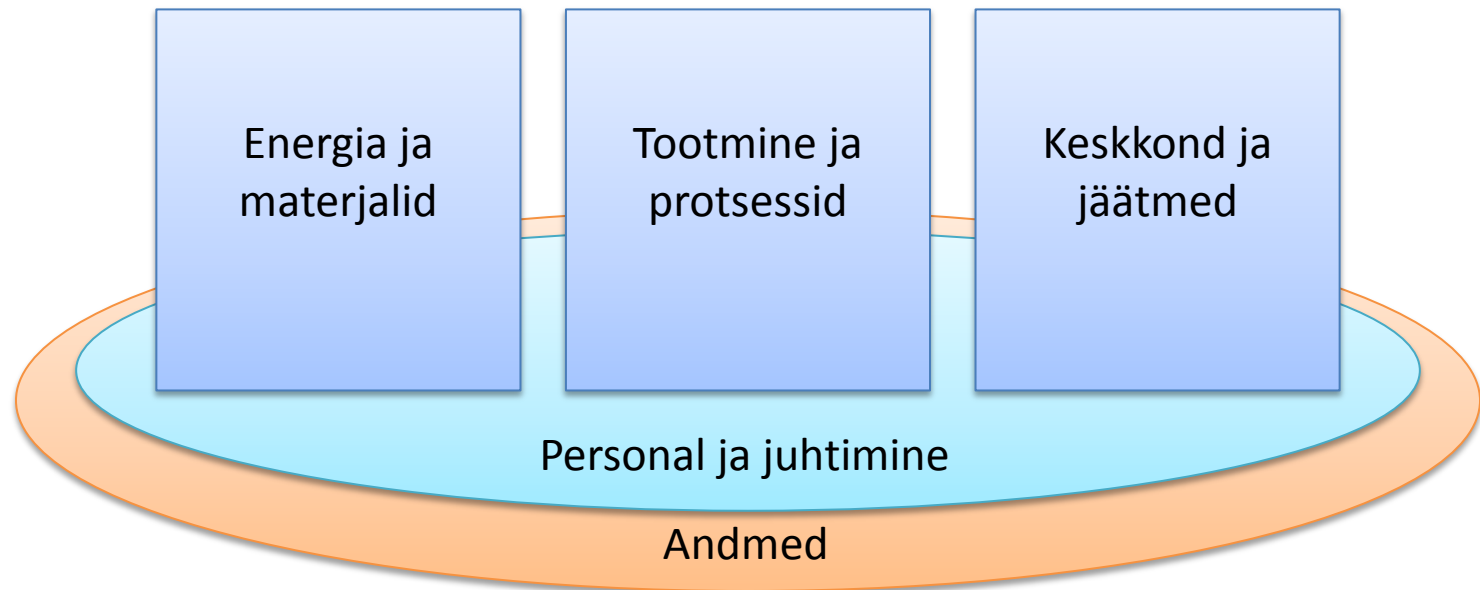 Energia ja
materjalid
Tootmine ja
protsessid
Keskkond ja
jäätmed
Personal ja juhtimine
Andmed